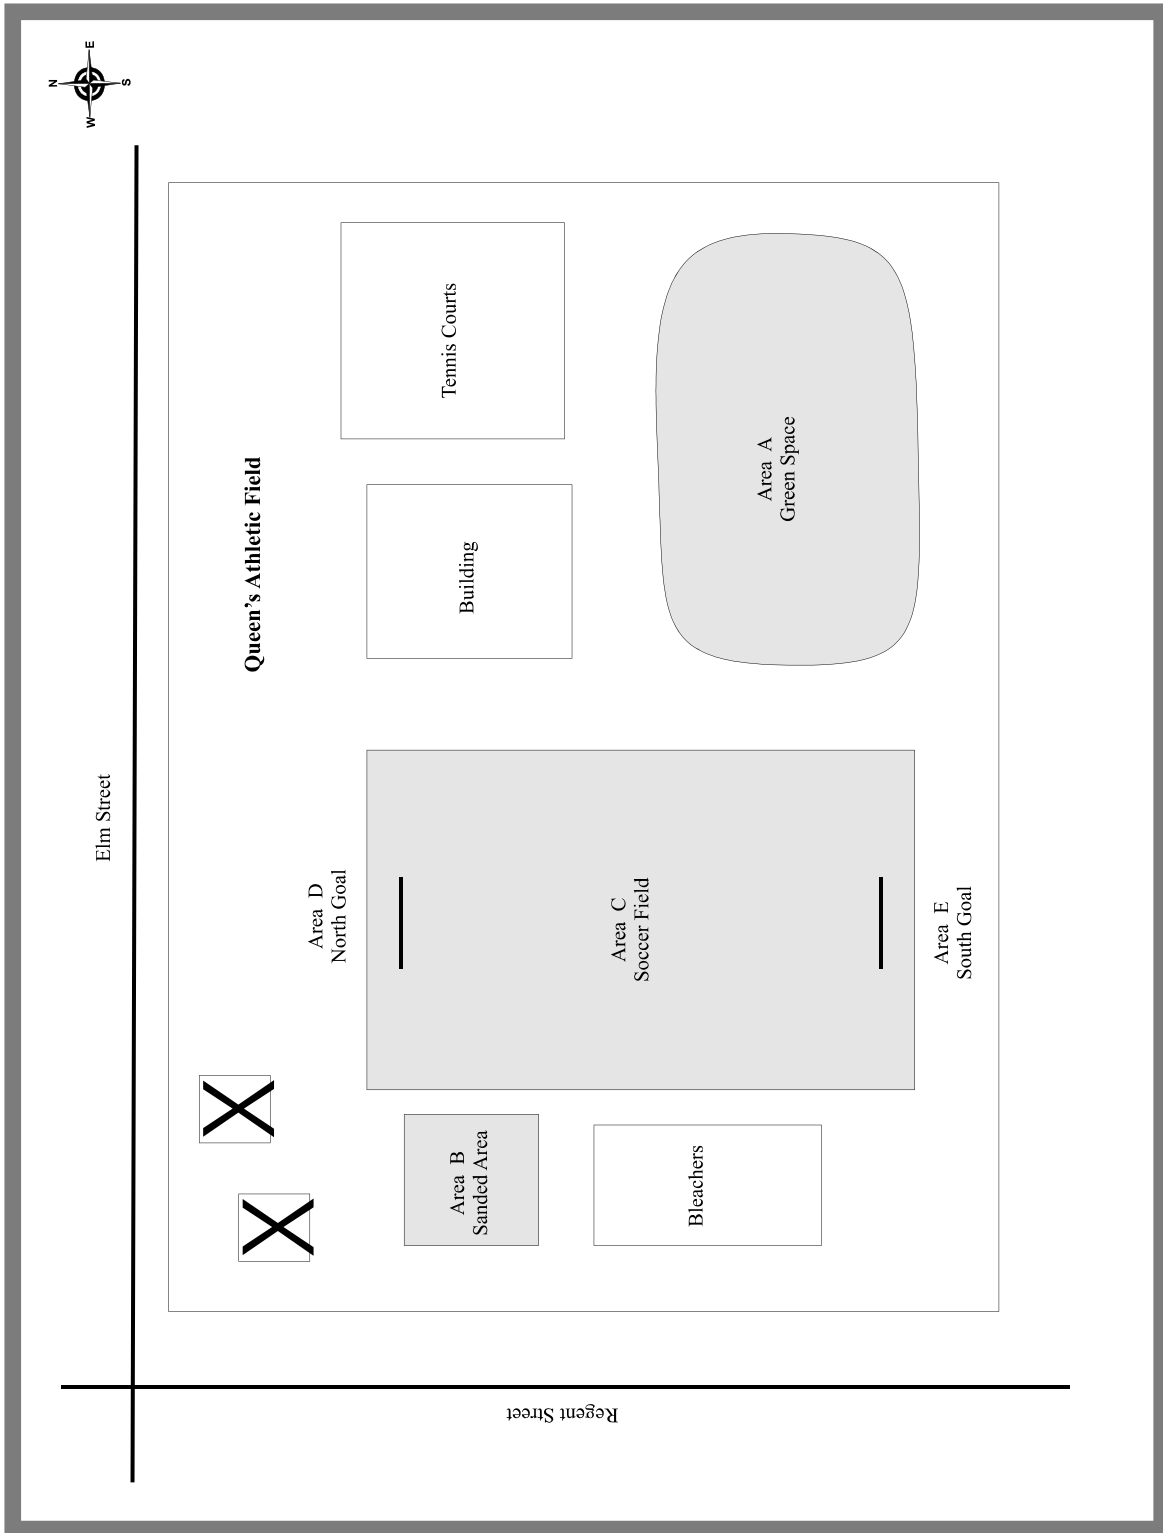 N
E
S
W
Elm Street
Queen's Athletic Field
Tennis Courts
Building
Area A
Green Space
Area D
North Goal
Area C
Soccer Field
Area E
South Goal
X
X
Area B
Sanded Area
Bleachers
Regent Street